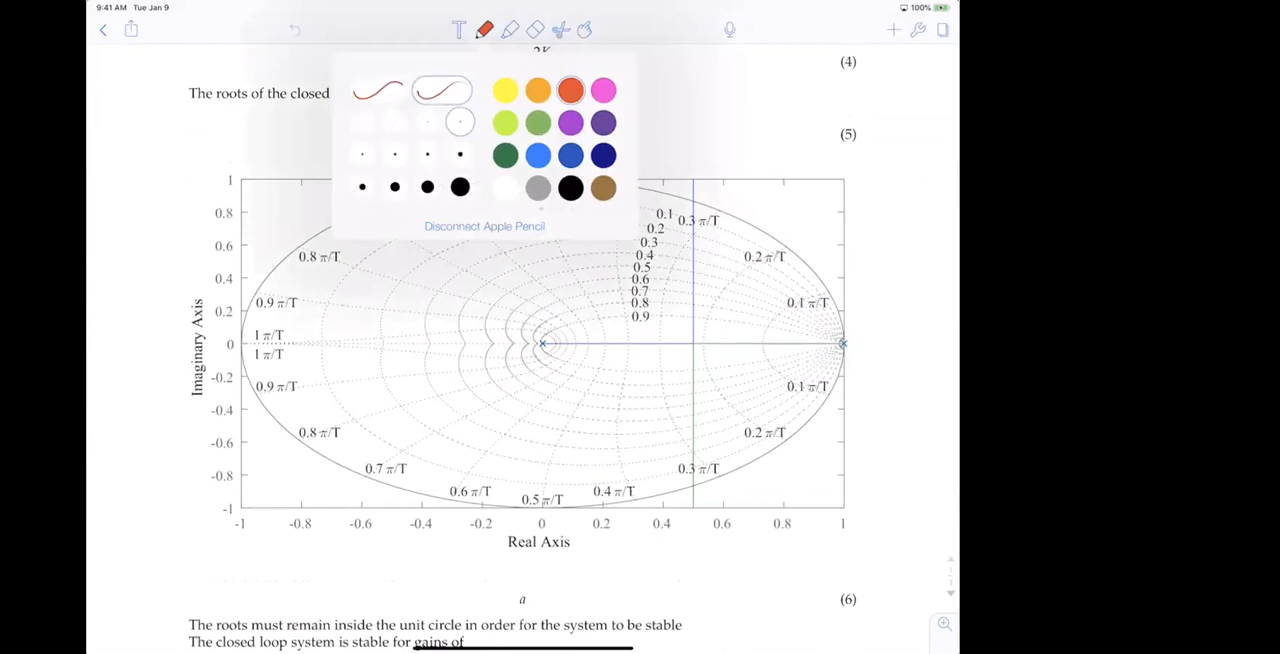 9:41 AM Tue Jan 9
100%
(4)
The roots of the closed
(5)
Disconnect Apple Pencil
1
0.8
0.6
0.4
0.2
0
-0.2
-0.4
-0.6
-0.8
-1
Imaginary Axis
0.1
0.3 π/T
0.2
0.3
0.4
0.5
0.6
0.7
0.8
0.9
0.8 π/T
0.2 π/T
0.9 π/T
0.1 π/T
1 π/T
1 π/T
0.9 π/T
0.1 π/T
0.8 π/T
0.2 π/T
0.7 π/T
0.3 π/T
0.6 π/T
0.5 π/T
0.4 π/T
-1
-0.8
-0.6
-0.4
-0.2
0
0.2
0.4
0.6
0.8
1
Real Axis
a
(6)
The roots must remain inside the unit circle in order for the system to be stable
The closed loop system is stable for gains of